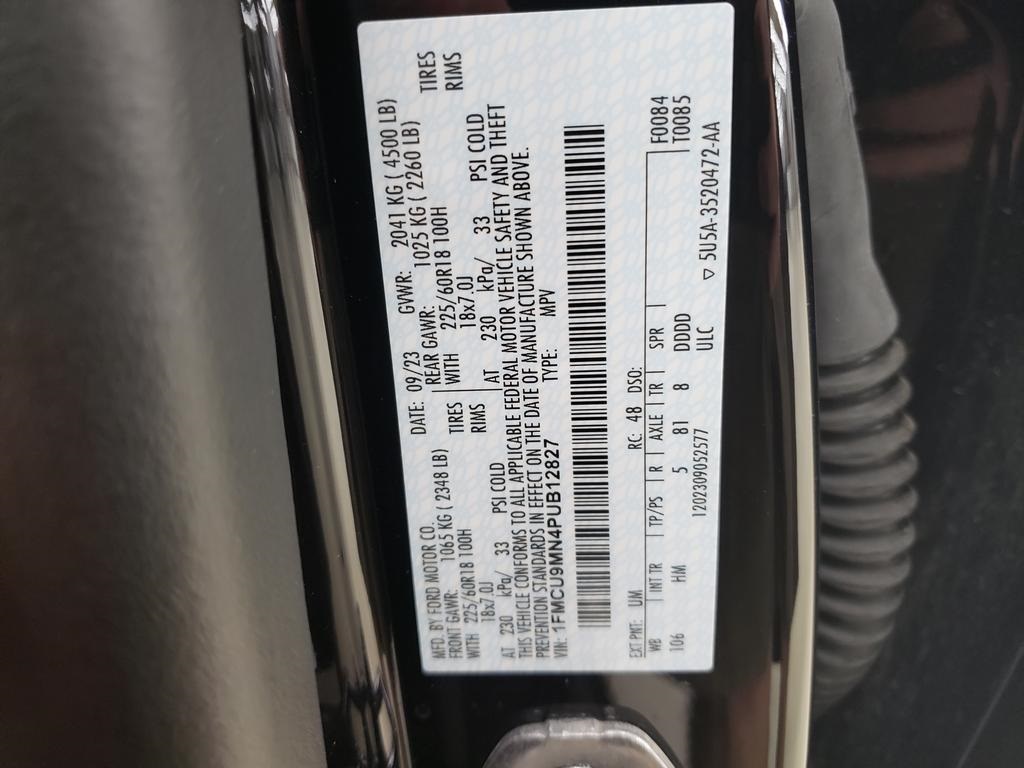 MFD. BY FORD MOTOR CO.
DATE: 09/23 GVWR: 2041 KG ( 4500 LB)
FRONT GAWR: 1065 KG ( 2348 LB) REAR GAWR: 1025 KG ( 2260 LB)
WITH 225/60R18 100H TIRES WITH 225/60R18 100H TIRES
18x7.0J RIMS 18x7.0J RIMS
AT 230 kPa/ 33 PSI COLD AT 230 kPa/ 33 PSI COLD
THIS VEHICLE CONFORMS TO ALL APPLICABLE FEDERAL MOTOR VEHICLE SAFETY AND THEFT
PREVENTION STANDARDS IN EFFECT ON THE DATE OF MANUFACTURE SHOWN ABOVE.
VIN: 1FMCU9MN4PUB12827 TYPE: MPV
EXT PNT: UM RC: 48 DSO:
WB INT TR TP/PS R AXLE TR SPR F0084
106 HM 5 81 8 DDDD T0085
1202309052577 ULC
▽ 5U5A-3520472-AA